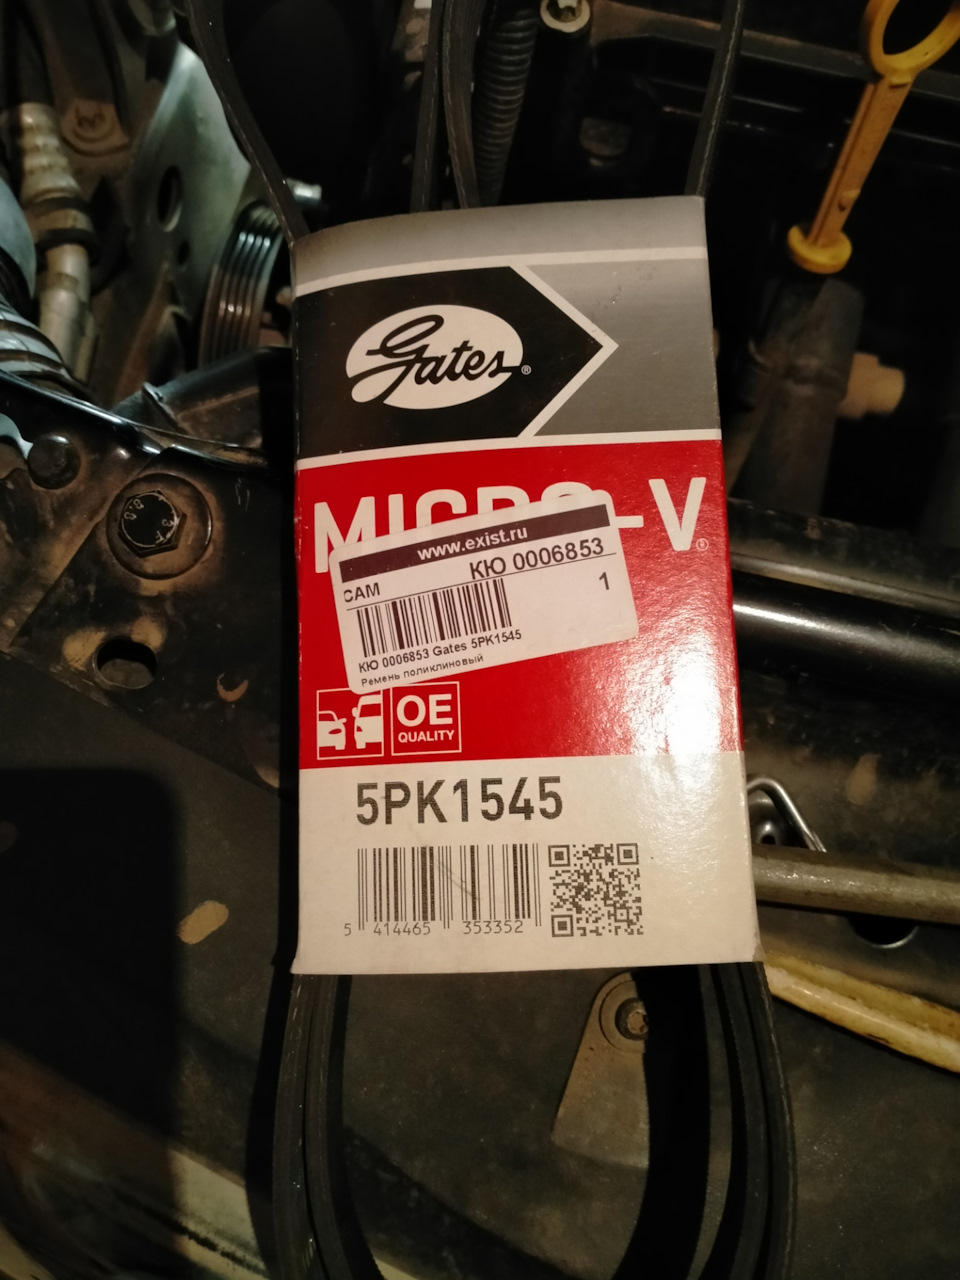 Gates®
MICRO-V®
www.exist.ru
CAM
КЮ 0006853
1
КЮ 0006853 Gates 5PK1545
Ремень поликлиновый
OE
QUALITY
5PK1545
5 414465 353352